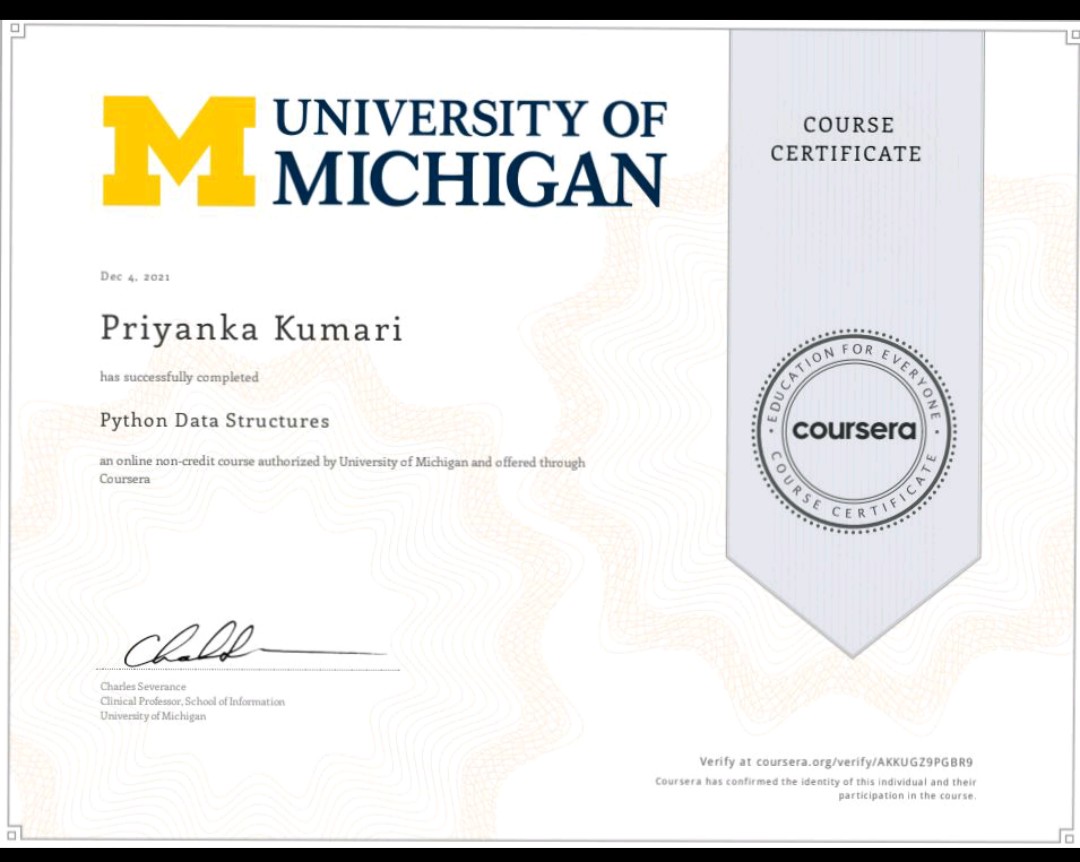 M
UNIVERSITY OF
MICHIGAN
COURSE
CERTIFICATE
Dec 4, 2021
Priyanka Kumari
has successfully completed
Python Data Structures
an online non-credit course authorized by University of Michigan and offered through
Coursera
EDUCATION FOR EVERYONE
coursera
COURSE CERTIFICATE
Charles Severance
Clinical Professor, School of Information
University of Michigan
Verify at coursera.org/verify/AKKUGZ9PGBR9
Coursera has confirmed the identity of this individual and their
participation in the course.